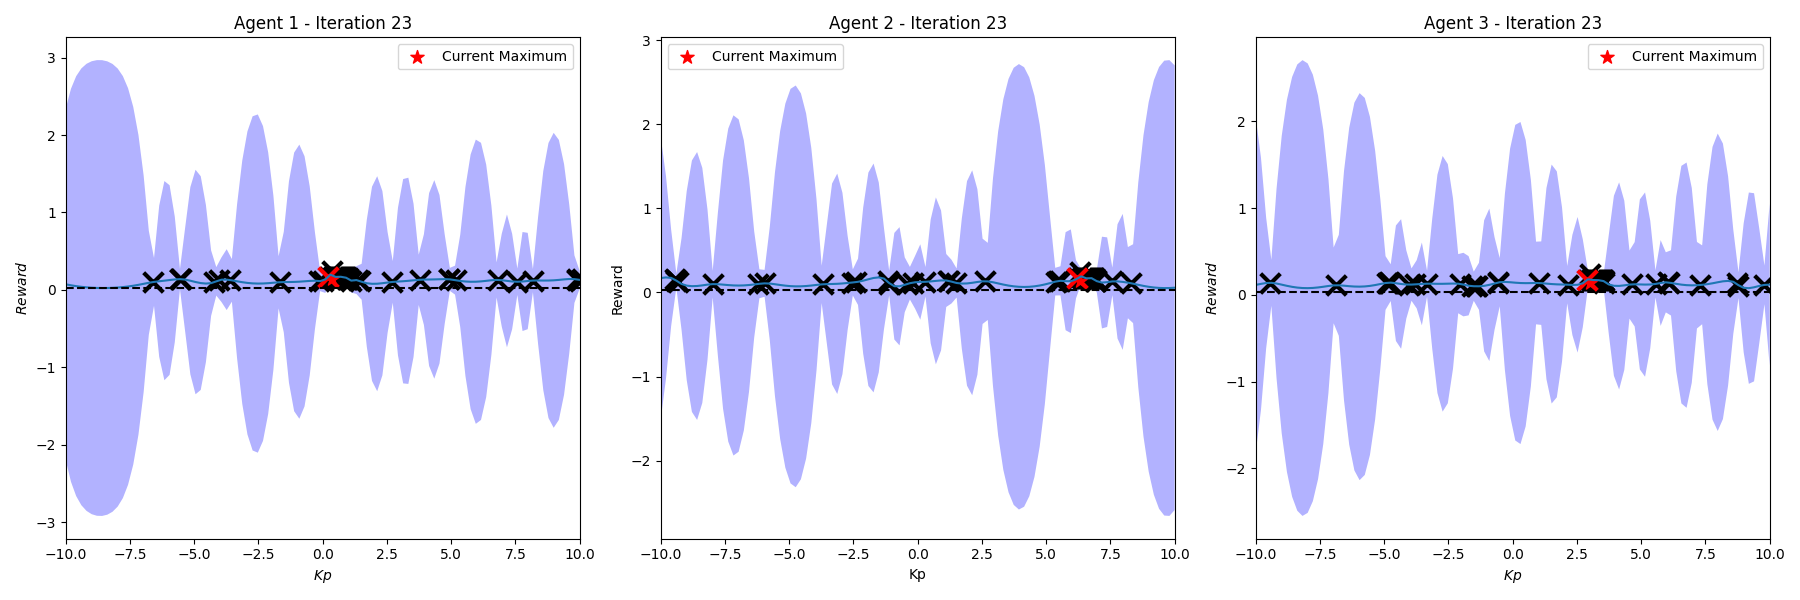 Agent 1 - Iteration 23
Current Maximum
Reward
3
2
1
0
−1
−2
−3
−10.0 −7.5 −5.0 −2.5 0.0 2.5 5.0 7.5 10.0
Kp
Agent 2 - Iteration 23
Current Maximum
Reward
3
2
1
0
−1
−2
−10.0 −7.5 −5.0 −2.5 0.0 2.5 5.0 7.5 10.0
Kp
Agent 3 - Iteration 23
Current Maximum
Reward
2
1
0
−1
−2
−10.0 −7.5 −5.0 −2.5 0.0 2.5 5.0 7.5 10.0
Kp